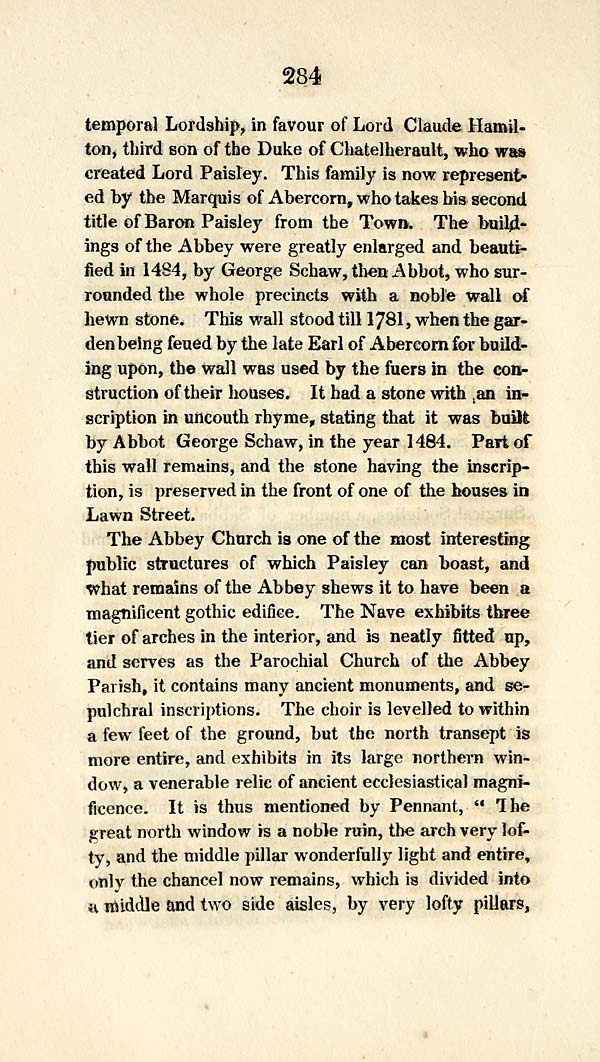 284
temporal Lordship, in favour of Lord Claude Hamil-
ton, third son of the Duke of Chatelherault, who was
created Lord Paisley. This family is now represent-
ed by the Marquis of Abercorn, who takes his second
title of Baron Paisley from the Town. The build-
ings of the Abbey were greatly enlarged and beauti-
fied in 1484, by George Schaw, then Abbot, who sur-
rounded the whole precincts with a noble wall of
hewn stone. This wall stood till 1781, when the gar-
den being feued by the late Earl of Abercorn for build-
ing upon, the wall was used by the fuers in the con-
struction of their houses. It had a stone with an in-
scription in uncouth rhyme, stating that it was built
by Abbot George Schaw, in the year 1484. Part of
this wall remains, and the stone having the inscrip-
tion, is preserved in the front of one of the houses in
Lawn Street.
The Abbey Church is one of the most interesting
public structures of which Paisley can boast, and
what remains of the Abbey shews it to have been a
magnificent gothic edifice. The Nave exhibits three
tier of arches in the interior, and is neatly fitted up,
and serves as the Parochial Church of the Abbey
Parish, it contains many ancient monuments, and se-
pulchral inscriptions. The choir is levelled to within
a few feet of the ground, but the north transept is
more entire, and exhibits in its large northern win-
dow, a venerable relic of ancient ecclesiastical magni-
ficence. It is thus mentioned by Pennant, " The
great north window is a noble ruin, the arch very lof-
ty, and the middle pillar wonderfully light and entire,
only the chancel now remains, which is divided into
a middle and two side aisles, by very lofty pillars,